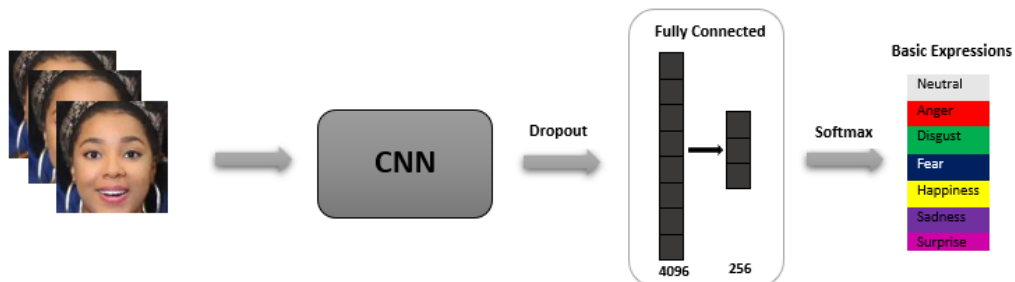 CNN
Dropout
Fully Connected
4096
256
Softmax
Basic Expressions
Neutral
Anger
Disgust
Fear
Happiness
Sadness
Surprise